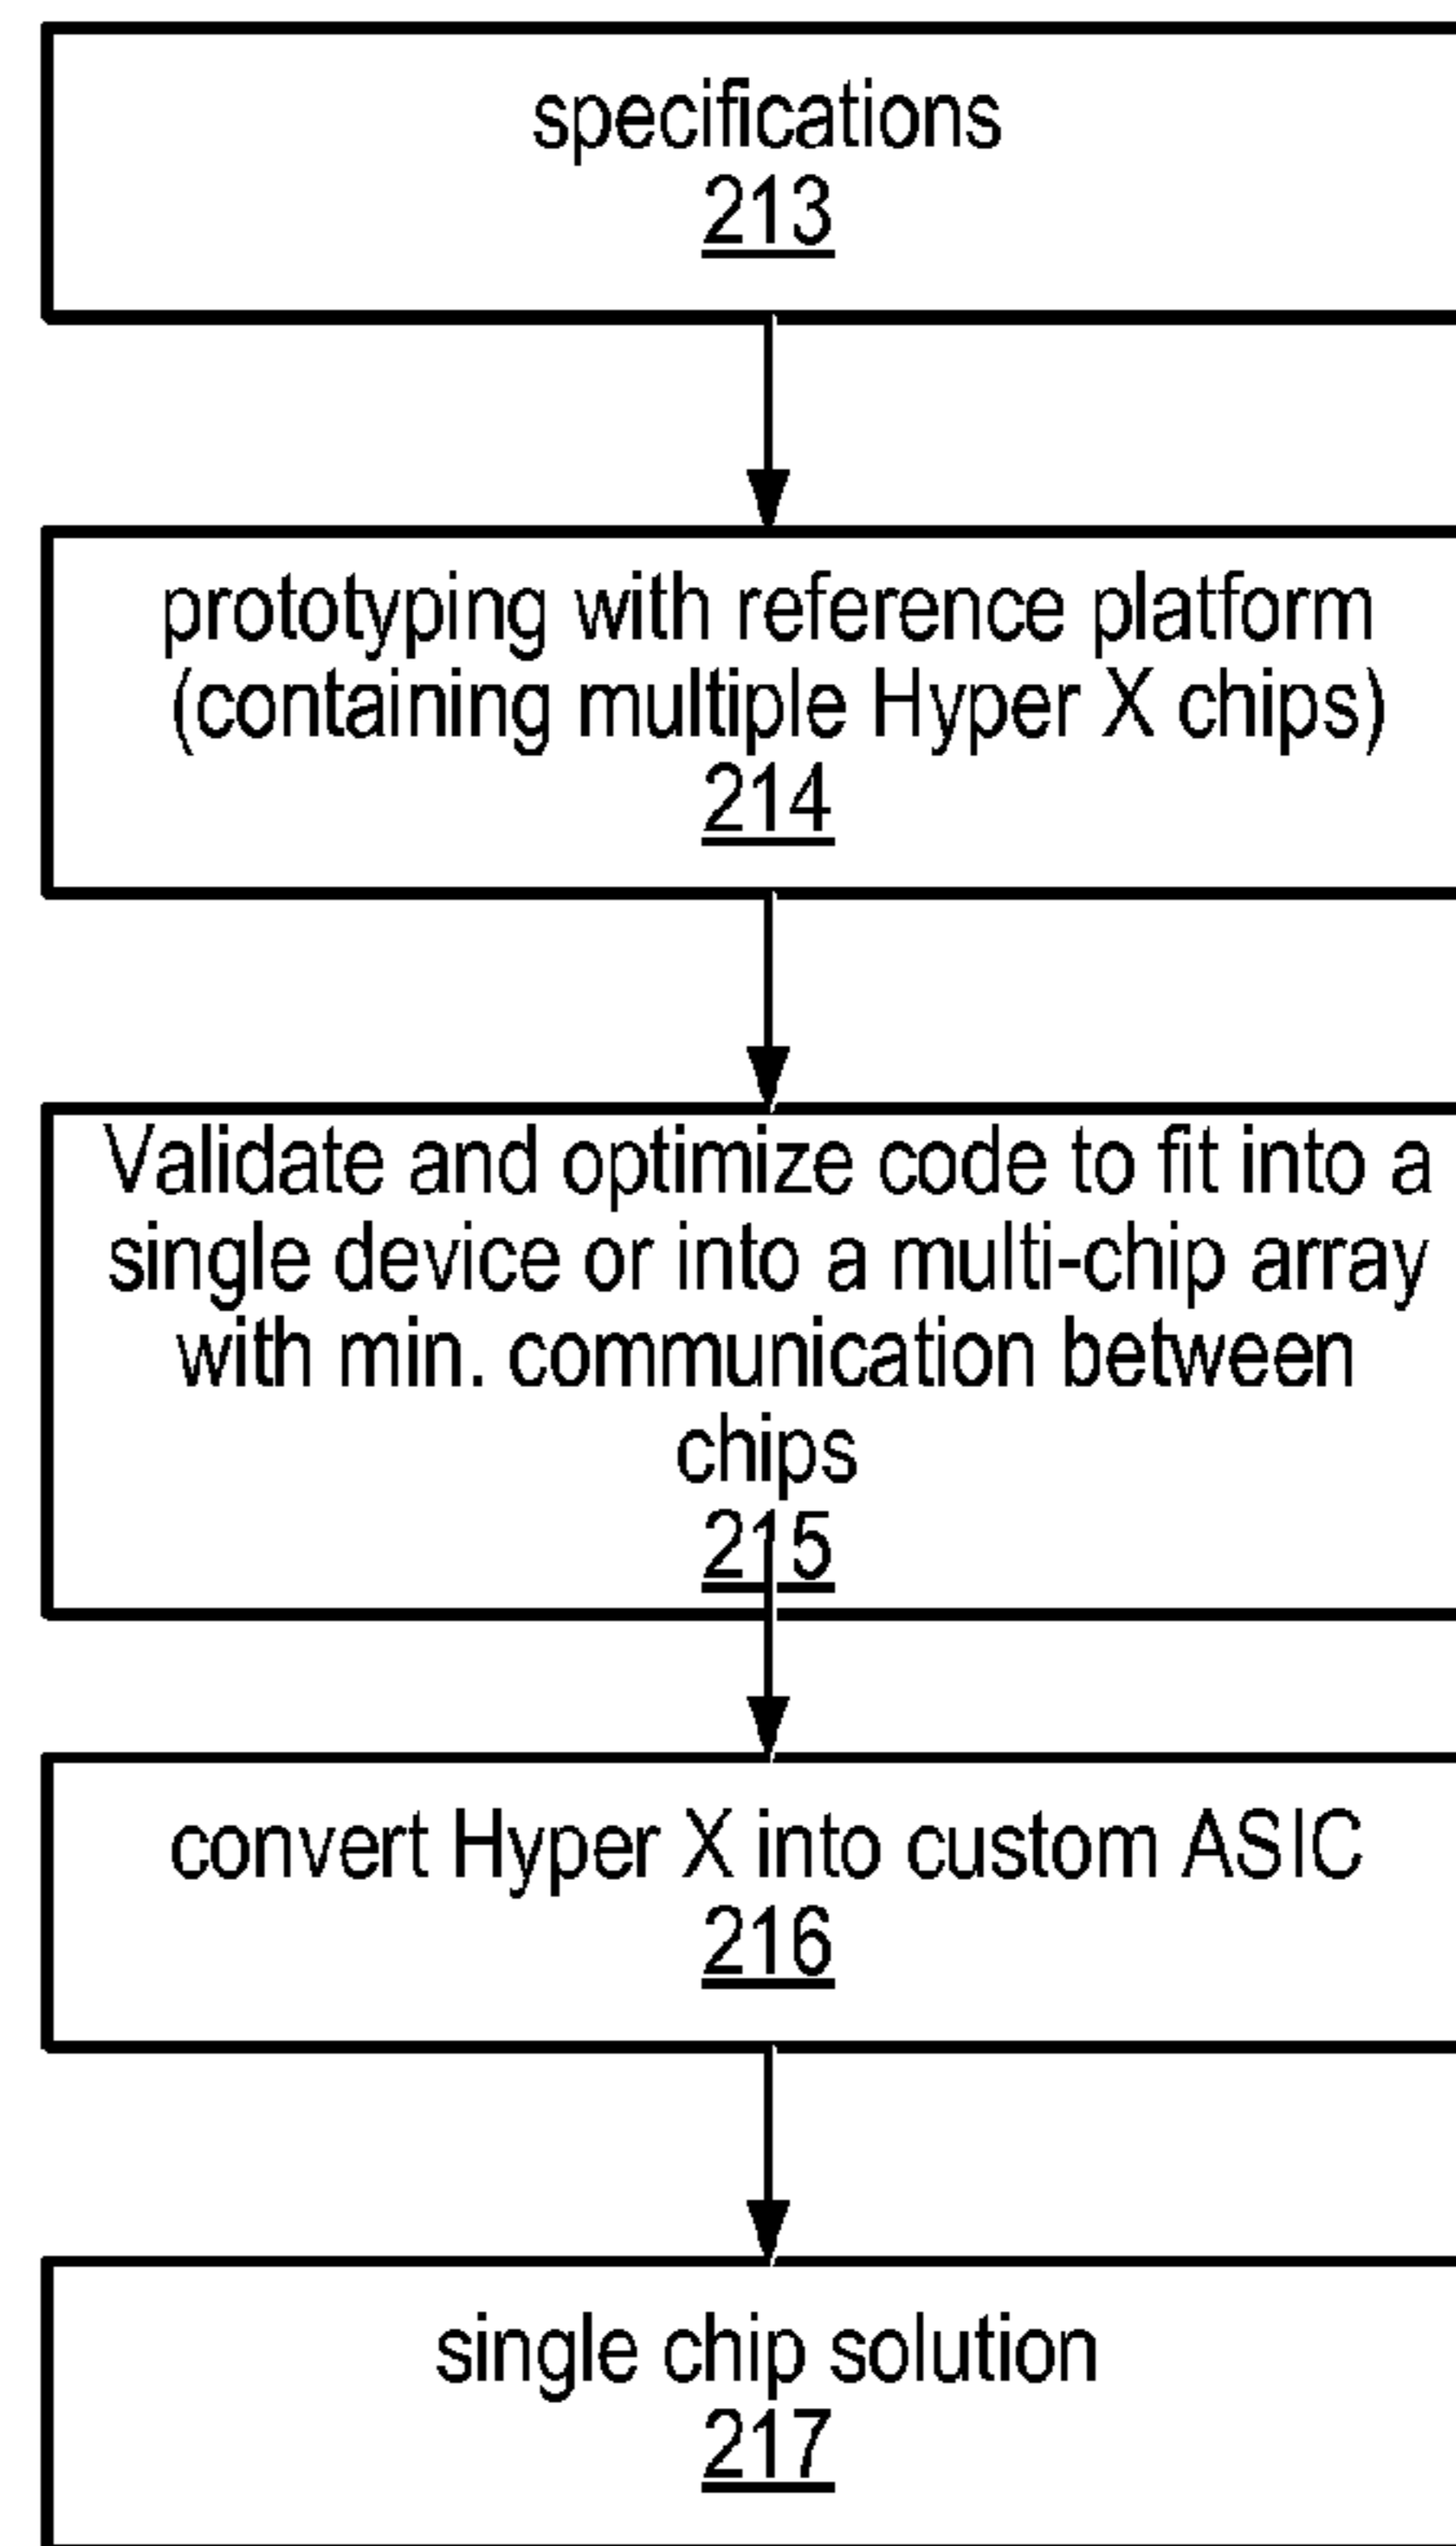 specifications
213
prototyping with reference platform
(containing multiple Hyper X chips)
214
Validate and optimize code to fit into a
single device or into a multi-chip array
with min. communication between
chips
215
convert Hyper X into custom ASIC
216
single chip solution
217